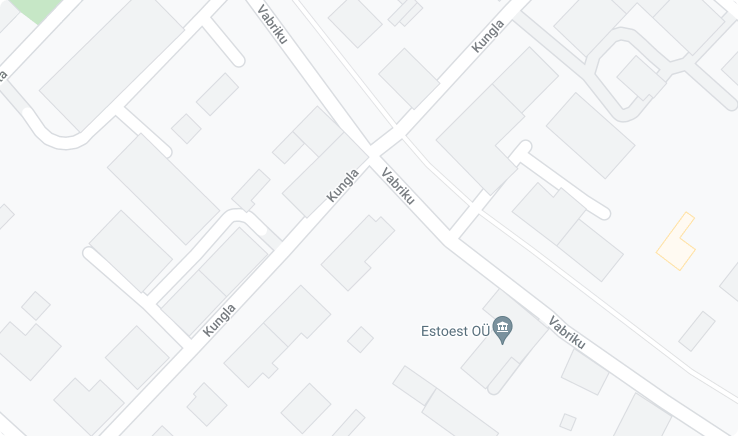 Vabriku
Kungla
Kungla
Vabriku
Kungla
Estoest OÜ
Vabriku